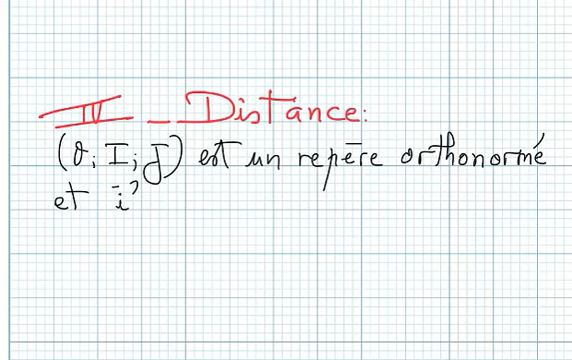 IV - Distance:
(O; I; J) est un repère orthonormé
et i